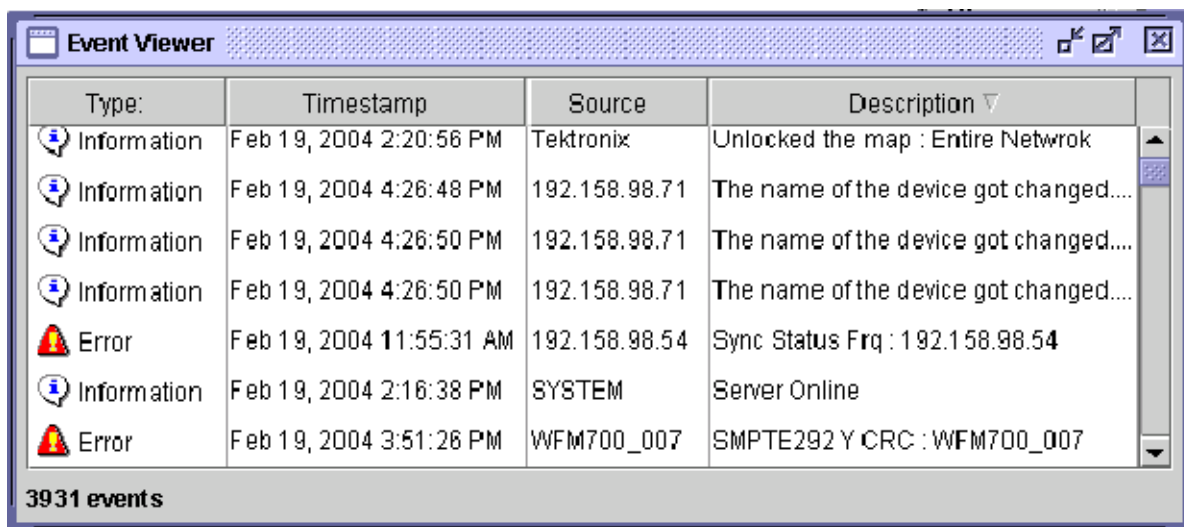 Event Viewer
Type: Timestamp Source Description
Information Feb 19, 2004 2:20:56 PM Tektronix Unlocked the map : Entire Netwrok
Information Feb 19, 2004 4:26:48 PM 192.158.98.71 The name of the device got changed....
Information Feb 19, 2004 4:26:50 PM 192.158.98.71 The name of the device got changed....
Information Feb 19, 2004 4:26:50 PM 192.158.98.71 The name of the device got changed....
Error Feb 19, 2004 11:55:31 AM 192.158.98.54 Sync Status Frq : 192.158.98.54
Information Feb 19, 2004 2:16:38 PM SYSTEM Server Online
Error Feb 19, 2004 3:51:26 PM WFM700_007 SMPTE292 Y CRC : WFM700_007
3931 events